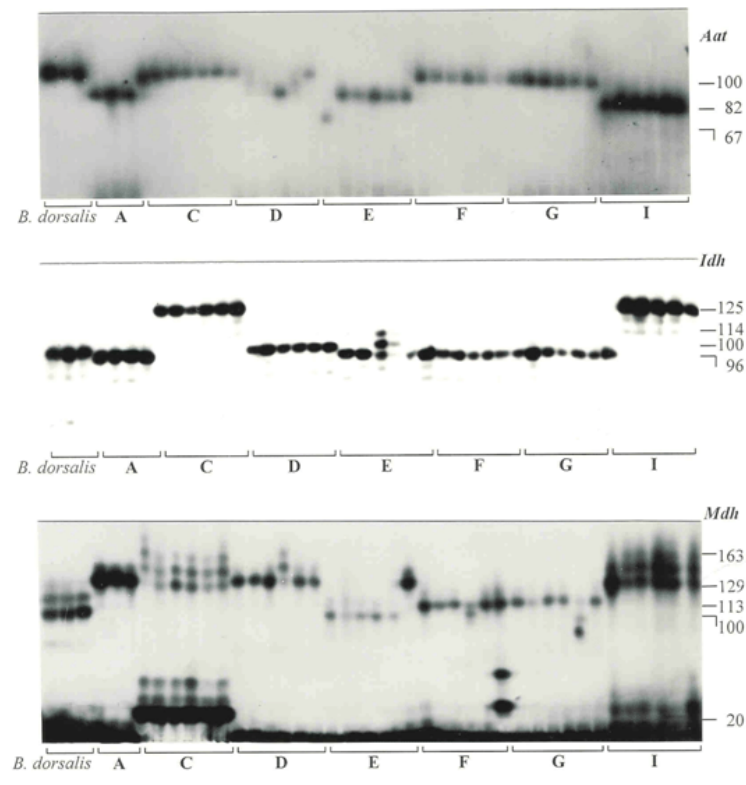 Aat
100
82
67
B. dorsalis A C D E F G I
Idh
125
114
100
96
B. dorsalis A C D E F G I
Mdh
163
129
113
100
20
B. dorsalis A C D E F G I